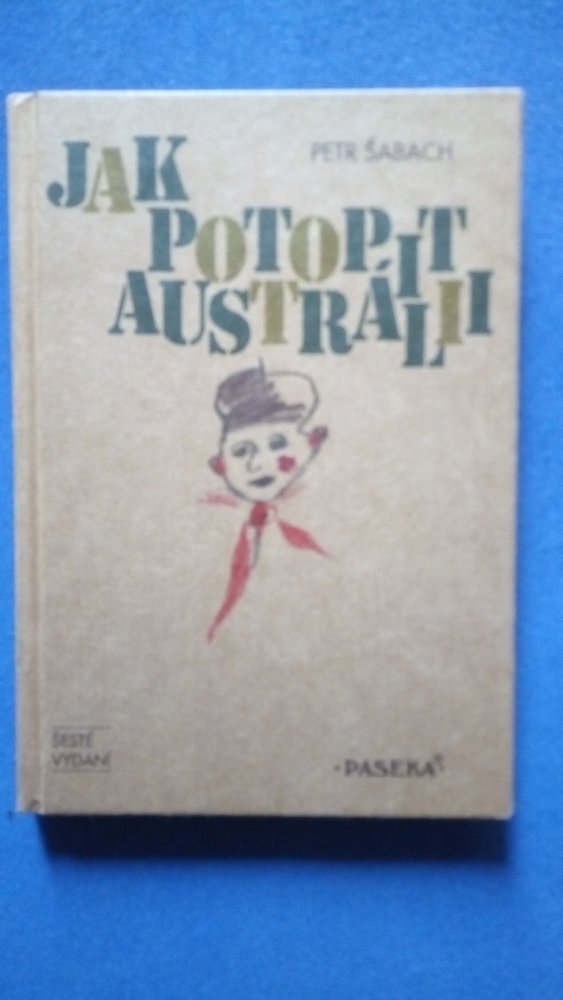 PETR ŠABACH
JAK
POTOPIT
AUSTRÁLII
ŠESTÉ
VYDÁNÍ
PASEKA